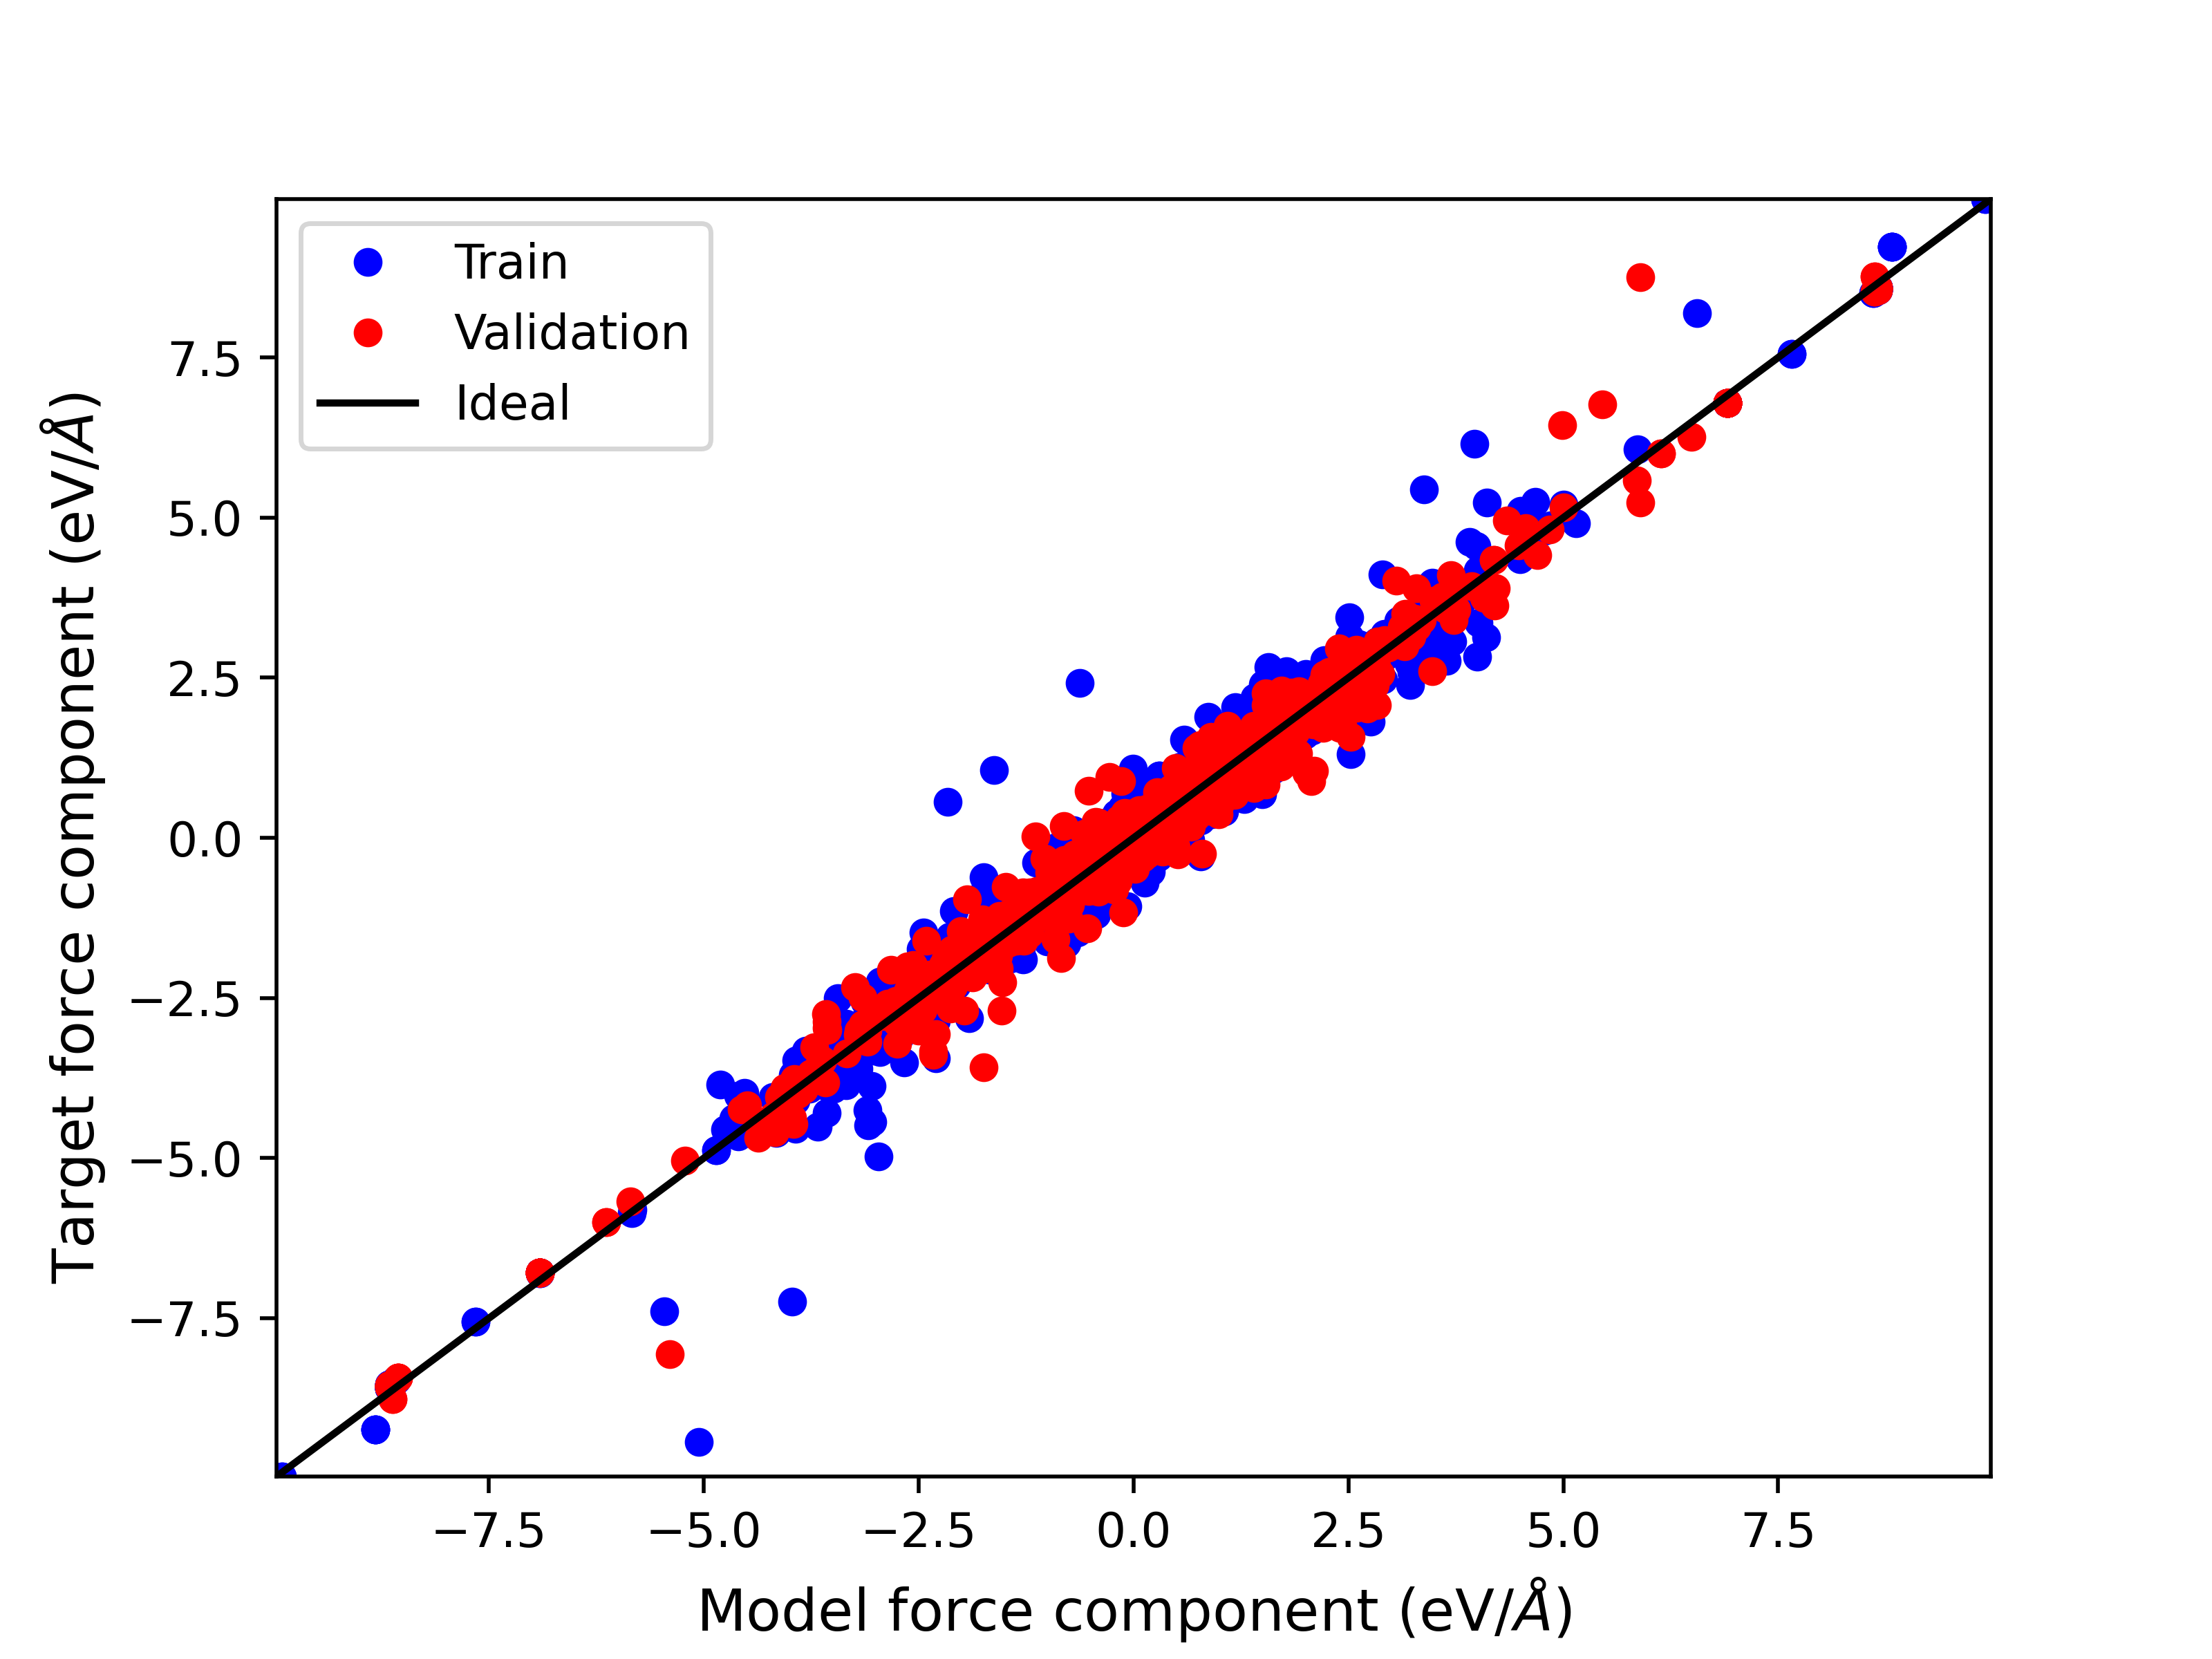 Train
Validation
Ideal
7.5
5.0
2.5
0.0
−2.5
−5.0
−7.5
Target force component (eV/Å)
−7.5 −5.0 −2.5 0.0 2.5 5.0 7.5
Model force component (eV/Å)